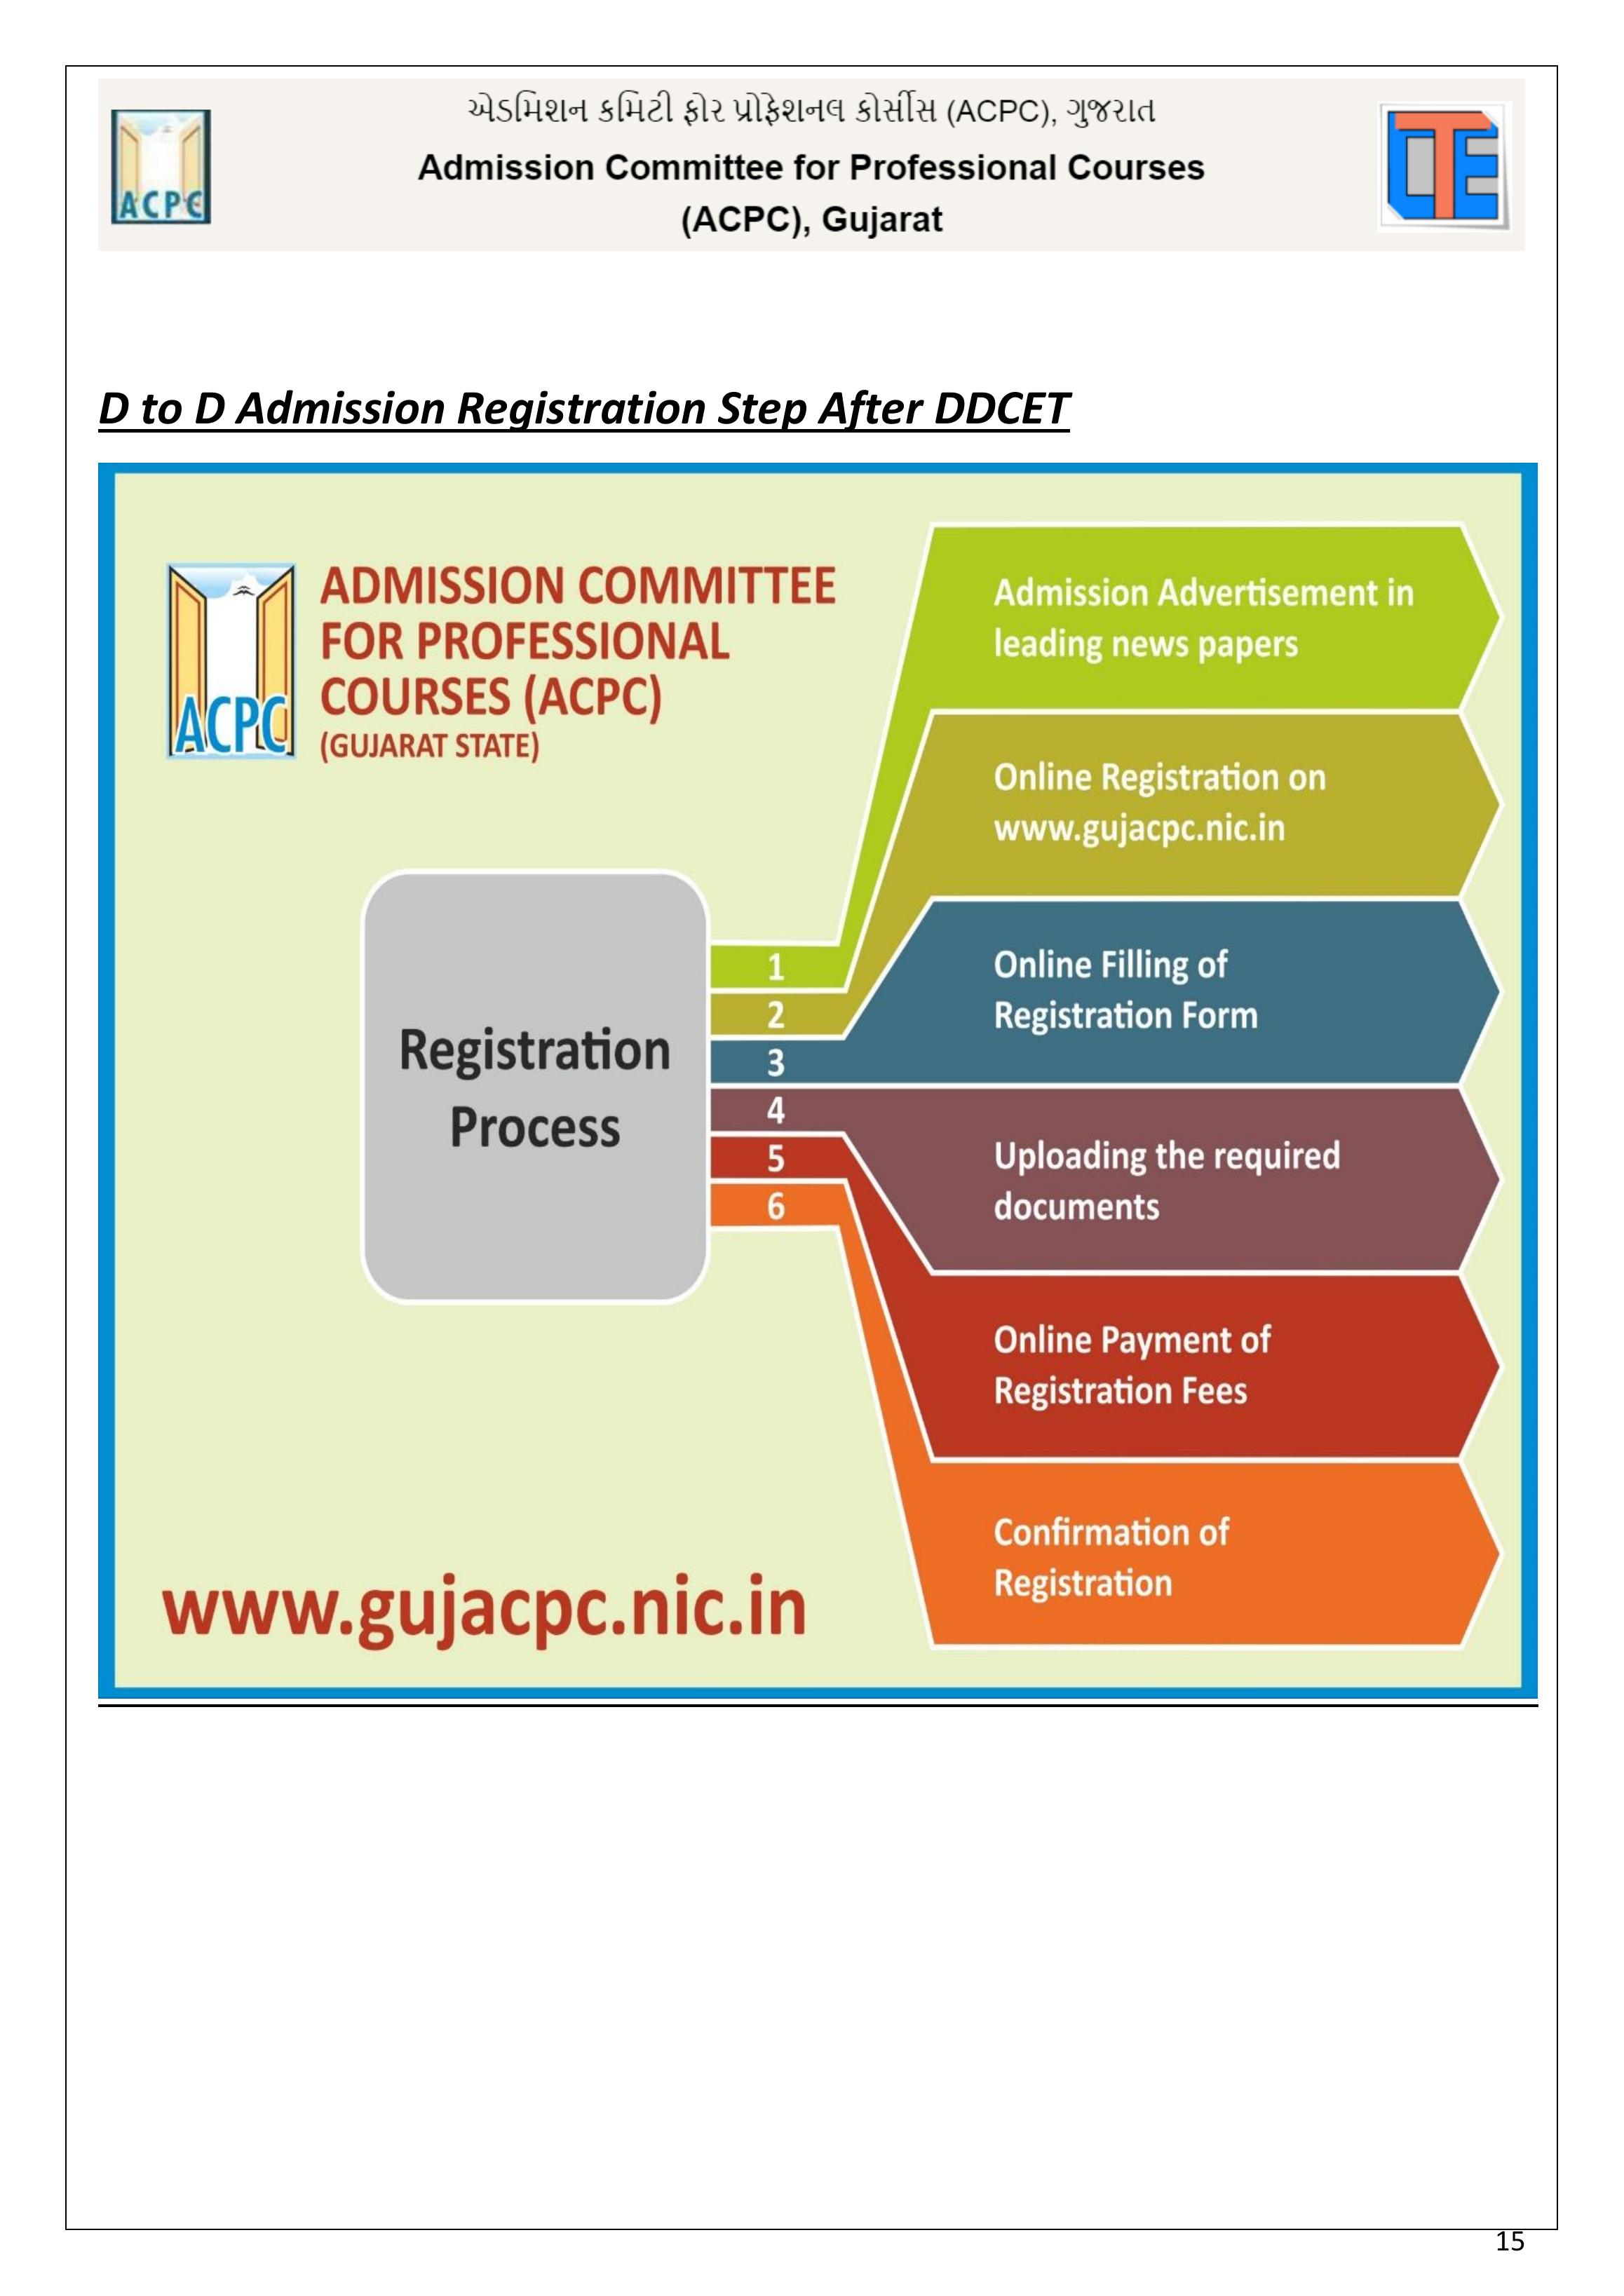 એડમિશન કમિટી ફોર પ્રોફેશનલ કોર્સીસ (ACPC), ગુજરાત
Admission Committee for Professional Courses
(ACPC), Gujarat
ACPC
D to D Admission Registration Step After DDCET
ACPC
ADMISSION COMMITTEE
FOR PROFESSIONAL
COURSES (ACPC)
(GUJARAT STATE)
Registration
Process
1
Admission Advertisement in
leading news papers
2
Online Registration on
www.gujacpc.nic.in
3
Online Filling of
Registration Form
4
Uploading the required
documents
5
Online Payment of
Registration Fees
6
Confirmation of
Registration
www.gujacpc.nic.in
15